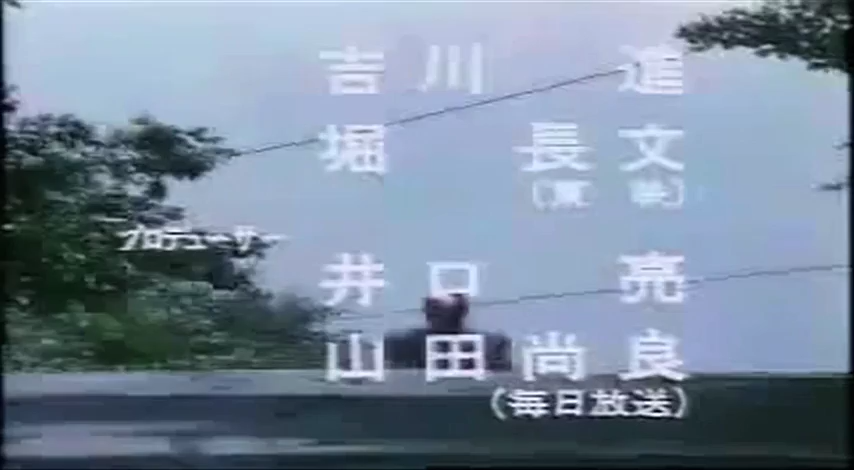 吉川 進
堀 長文
(東映)
プロデューサー
井口 亮
山田尚良
(毎日放送)